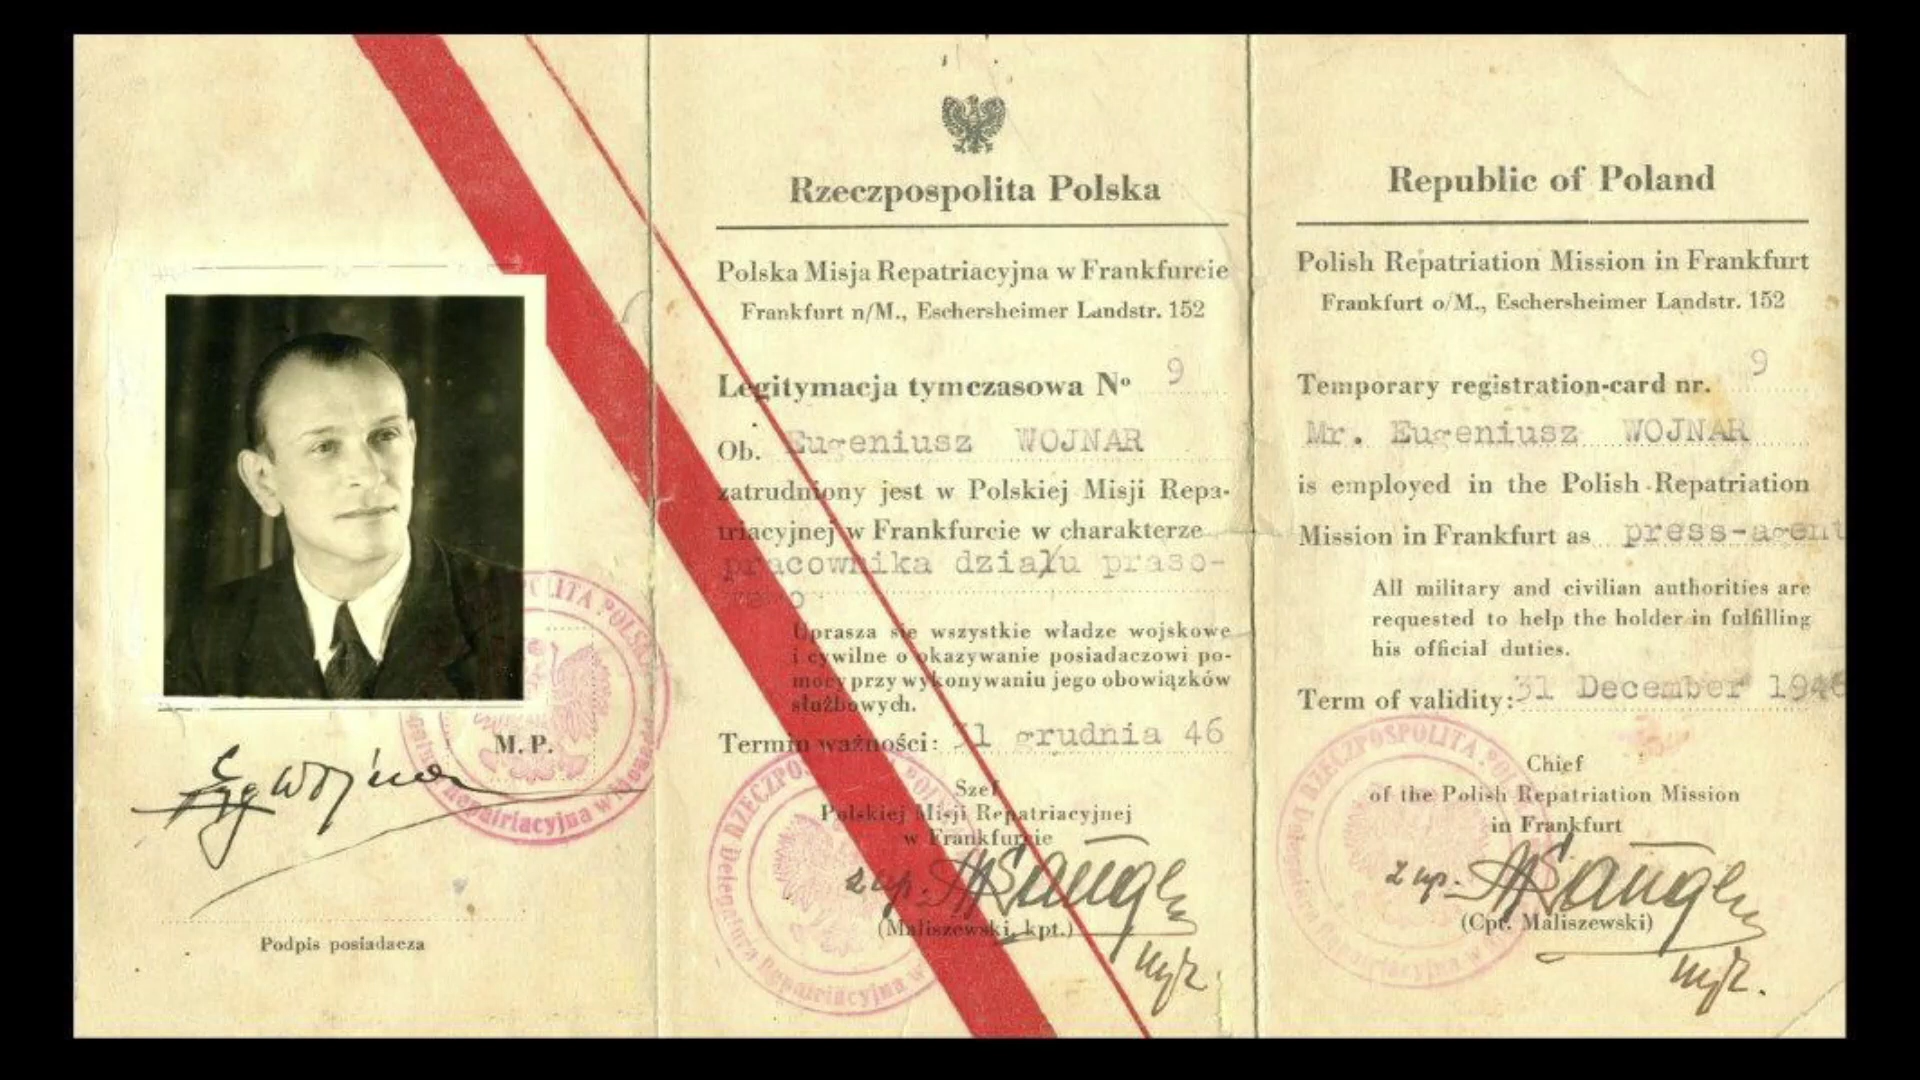 M. P.
Podpis posiadacza
Rzeczpospolita Polska
Polska Misja Repatriacyjna w Frankfurcie
Frankfurt n/M., Eschersheimer Landstr. 152
Legitymacja tymczasowa Nº 9
Ob. Eugeniusz WOJNAR
zatrudniony jest w Polskiej Misji Repa-
triacyjnej w Frankfurcie w charakterze
pracownika działu praso-
wego
Uprasza się wszystkie władze wojskowe
i cywilne o okazywanie posiadaczowi po-
mocy przy wykonywaniu jego obowiązków
służbowych.
Termin ważności: 31 grudnia 46
Szef
Polskiej Misji Repatriacyjnej
w Frankfurcie
zap.
(Maliszewski, kpt.)
mjr.
Republic of Poland
Polish Repatriation Mission in Frankfurt
Frankfurt o/M., Eschersheimer Landstr. 152
Temporary registration-card nr. 9
Mr. Eugeniusz WOJNAR
is employed in the Polish Repatriation
Mission in Frankfurt as press-agent
All military and civilian authorities are
requested to help the holder in fulfilling
his official duties.
Term of validity: 31 December 1946
Chief
of the Polish Repatriation Mission
in Frankfurt
(Cpt. Maliszewski)
mjr.